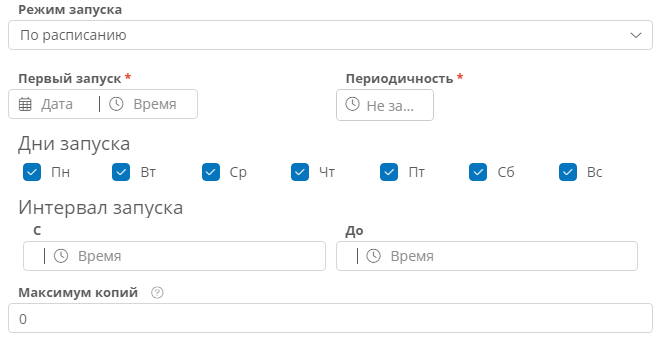 Режим запуска
По расписанию
Первый запуск * Периодичность *
Дата Время Не за...
Дни запуска
Пн Вт Ср Чт Пт Сб Вс
Интервал запуска
С До
Время Время
Максимум копий ?
0